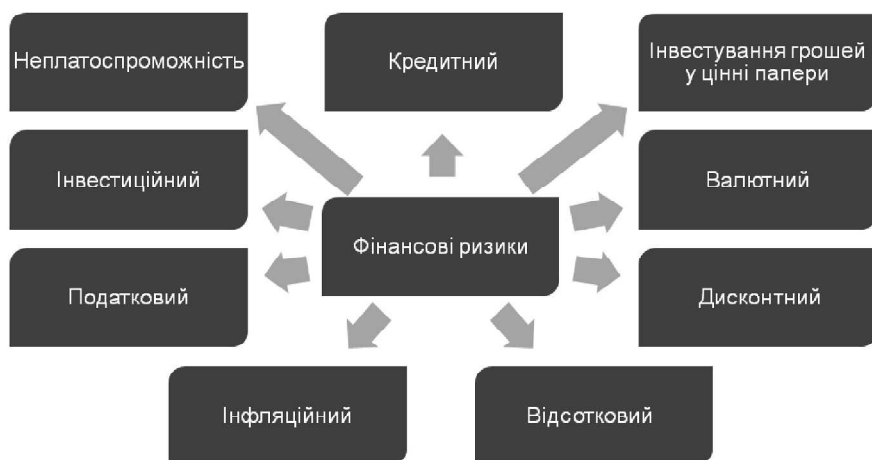 Неплатоспроможність
Кредитний
Інвестування грошей
у цінні папери
Інвестиційний
Валютний
Фінансові ризики
Податковий
Дисконтний
Інфляційний
Відсотковий